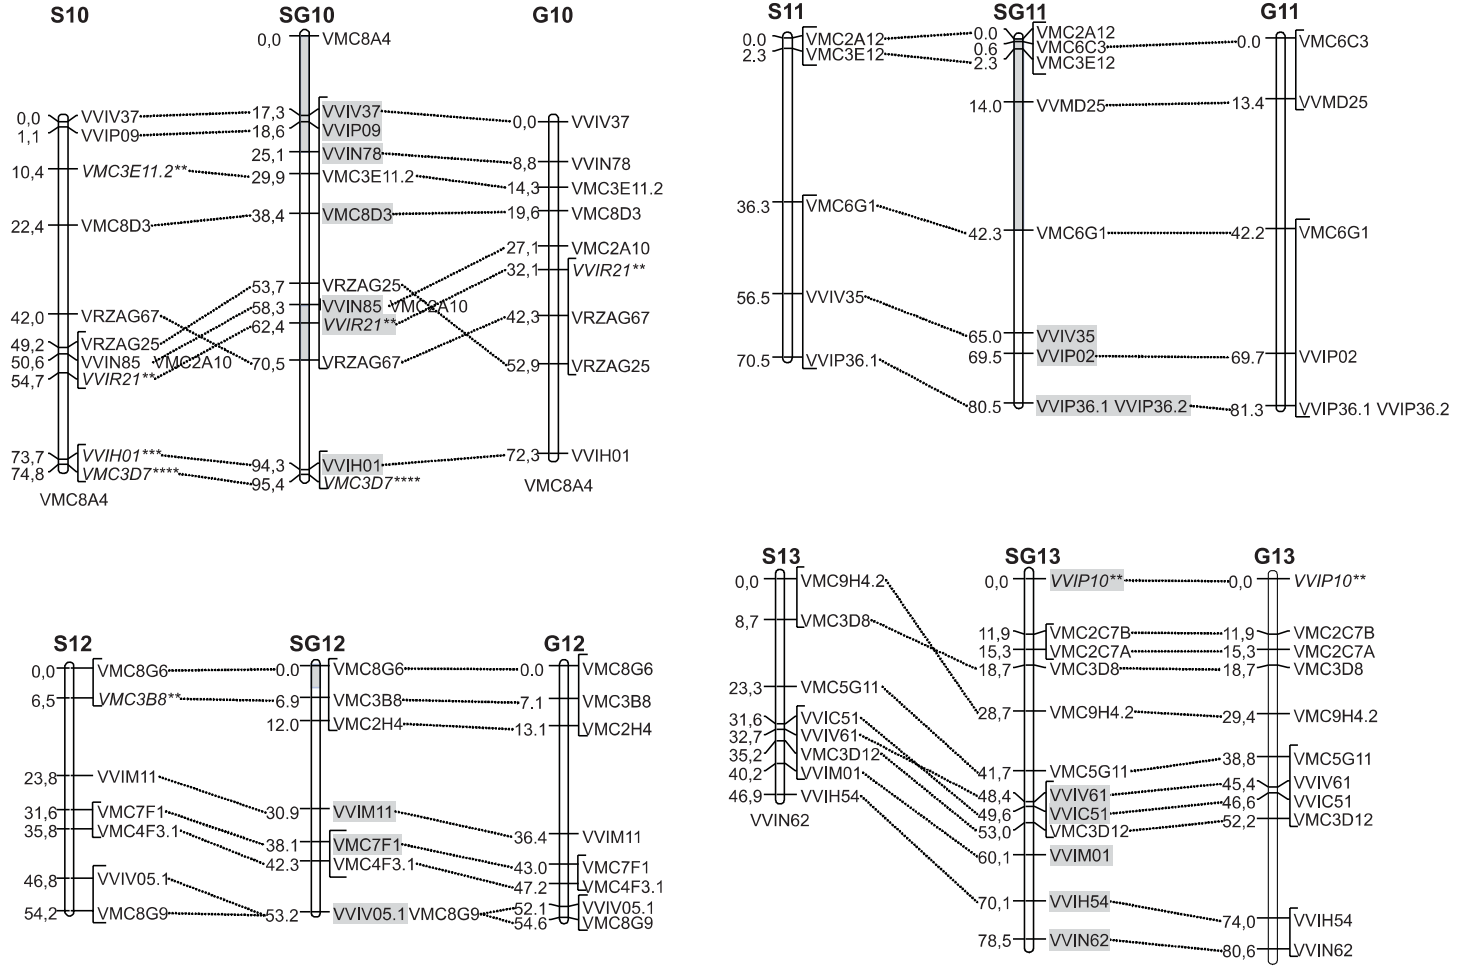 S10
0,0 VVIV37
1,1 VVIP09
10,4 VMC3E11.2**
22,4 VMC8D3
42,0 VRZAG67
49,2 VRZAG25
50,6 VVIN85 VMC2A10
54,7 VVIR21**
73,7 VVIH01***
74,8 VMC3D7****
VMC8A4
SG10
0,0 VMC8A4
17,3 VVIV37
18,6 VVIP09
25,1 VVIN78
29,9 VMC3E11.2
38,4 VMC8D3
53,7 VRZAG25
58,3 VVIN85 VMC2A10
62,4 VVIR21**
70,5 VRZAG67
94,3 VVIH01
95,4 VMC3D7****
G10
0,0 VVIV37
8,8 VVIN78
14,3 VMC3E11.2
19,6 VMC8D3
27,1 VMC2A10
32,1 VVIR21**
42,3 VRZAG67
52,9 VRZAG25
72,3 VVIH01
VMC8A4
S11
0.0 VMC2A12
2.3 VMC3E12
36.3 VMC6G1
56.5 VVIV35
70.5 VVIP36.1
SG11
0.0 VMC2A12
0.6 VMC6C3
2.3 VMC3E12
14.0 VVMD25
42.3 VMC6G1
65.0 VVIV35
69.5 VVIP02
80.5 VVIP36.1 VVIP36.2
G11
0.0 VMC6C3
13.4 VVMD25
42.2 VMC6G1
69.7 VVIP02
81.3 VVIP36.1 VVIP36.2
S12
0,0 VMC8G6
6,5 VMC3B8**
23,8 VVIM11
31,6 VMC7F1
35,8 VMC4F3.1
46,8 VVIV05.1
54,2 VMC8G9
SG12
0.0 VMC8G6
6.9 VMC3B8
12.0 VMC2H4
30.9 VVIM11
38.1 VMC7F1
42.3 VMC4F3.1
53.2 VVIV05.1 VMC8G9
G12
0.0 VMC8G6
7.1 VMC3B8
13.1 VMC2H4
36.4 VVIM11
43.0 VMC7F1
47.2 VMC4F3.1
52.1 VVIV05.1
54.6 VMC8G9
S13
0,0 VMC9H4.2
8,7 VMC3D8
23,3 VMC5G11
31,6 VVIC51
32,7 VVIV61
35,2 VMC3D12
40,2 VVIM01
46,9 VVIH54
VVIN62
SG13
0,0 VVIP10**
11,9 VMC2C7B
15,3 VMC2C7A
18,7 VMC3D8
28,7 VMC9H4.2
41,7 VMC5G11
48,4 VVIV61
49,6 VVIC51
53,0 VMC3D12
60,1 VVIM01
70,1 VVIH54
78,5 VVIN62
G13
0,0 VVIP10**
11,9 VMC2C7B
15,3 VMC2C7A
18,7 VMC3D8
29,4 VMC9H4.2
38,8 VMC5G11
45,4 VVIV61
46,6 VVIC51
52,2 VMC3D12
74,0 VVIH54
80,6 VVIN62